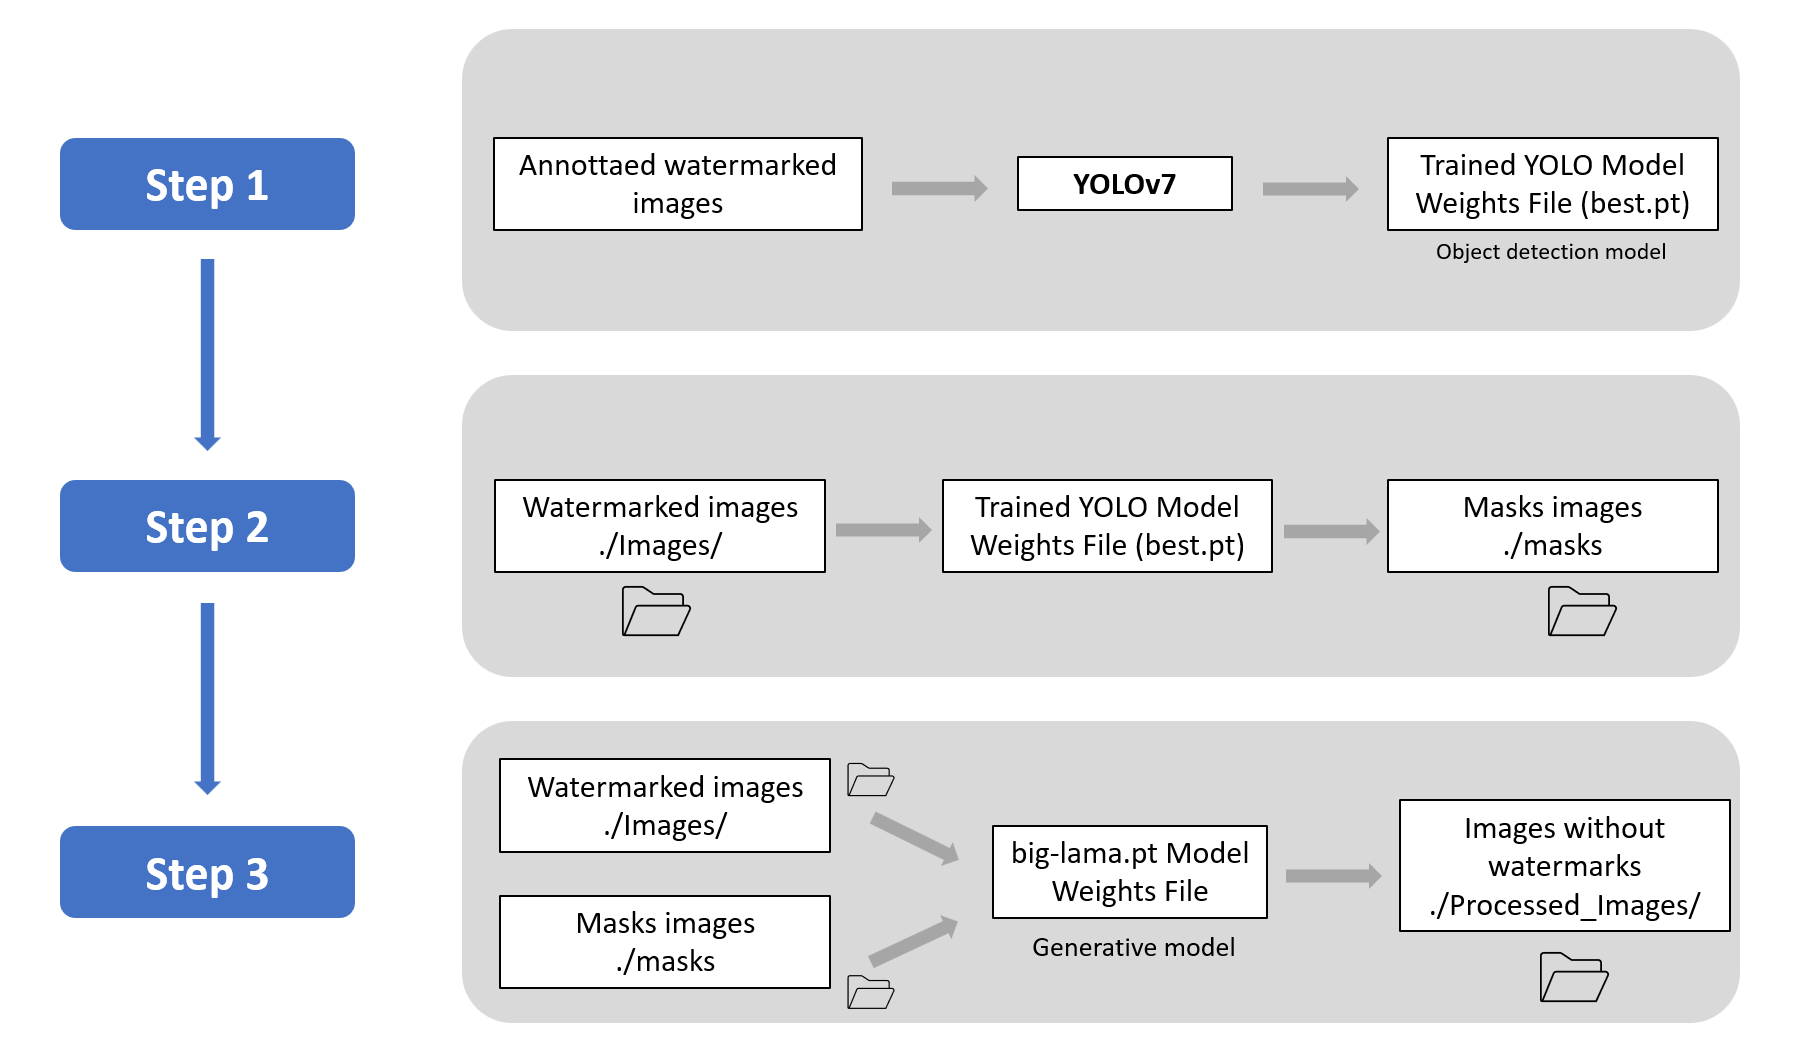 Step 1
Annottaed watermarked
images
YOLOv7
Trained YOLO Model
Weights File (best.pt)
Object detection model
Step 2
Watermarked images
./Images/
Trained YOLO Model
Weights File (best.pt)
Masks images
./masks
Step 3
Watermarked images
./Images/
Masks images
./masks
big-lama.pt Model
Weights File
Generative model
Images without
watermarks
./Processed_Images/